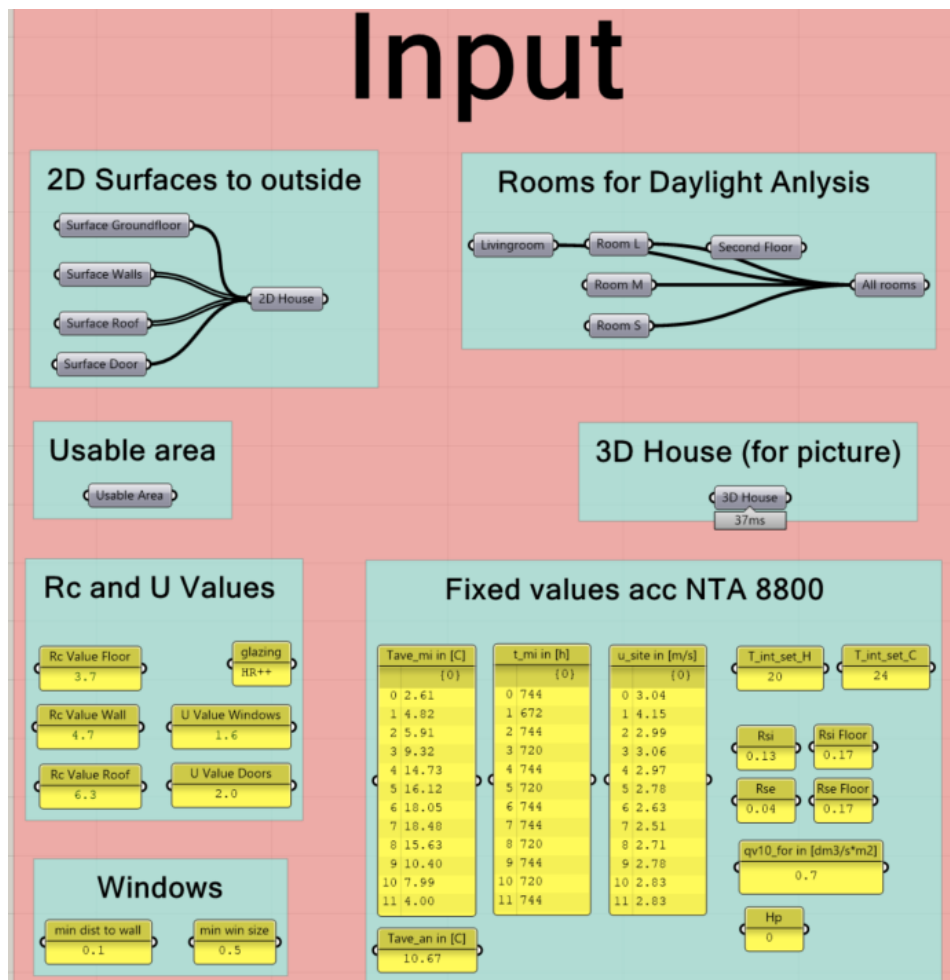 Input
2D Surfaces to outside
Surface Groundfloor
Surface Walls
Surface Roof
Surface Door
2D House
Rooms for Daylight Anlysis
Livingroom
Room L
Second Floor
Room M
Room S
All rooms
Usable area
Usable Area
3D House (for picture)
3D House
37ms
Rc and U Values
Rc Value Floor
3.7
glazing
HR++
Rc Value Wall
4.7
U Value Windows
1.6
Rc Value Roof
6.3
U Value Doors
2.0
Windows
min dist to wall
0.1
min win size
0.5
Fixed values acc NTA 8800
Tave_mi in [C]
{0}
0 2.61
1 4.82
2 5.91
3 9.32
4 14.73
5 16.12
6 18.05
7 18.48
8 15.63
9 10.40
10 7.99
11 4.00
t_mi in [h]
{0}
0 744
1 672
2 744
3 720
4 744
5 720
6 744
7 744
8 720
9 744
10 720
11 744
u_site in [m/s]
{0}
0 3.04
1 4.15
2 2.99
3 3.06
4 2.97
5 2.78
6 2.63
7 2.51
8 2.71
9 2.78
10 2.83
11 2.83
T_int_set_H
20
T_int_set_C
24
Rsi
0.13
Rsi Floor
0.17
Rse
0.04
Rse Floor
0.17
qv10_for in [dm3/s*m2]
0.7
Hp
0
Tave_an in [C]
10.67